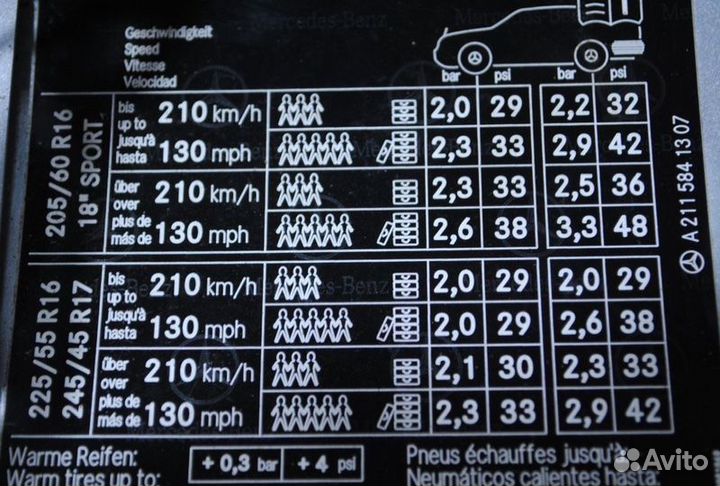 Mercedes-Benz
Mercedes-Benz
Geschwindigkeit
Speed
Vitesse
Velocidad
bar psi bar psi
205/60 R16
18" SPORT
bis
up to
jusqu'à
hasta
210 km/h
130 mph
2,0 29 2,2 32
2,3 33 2,9 42
über
over
plus de
más de
210 km/h
130 mph
2,3 33 2,5 36
2,6 38 3,3 48
225/55 R16
245/45 R17
bis
up to
jusqu'à
hasta
210 km/h
130 mph
2,0 29 2,0 29
2,0 29 2,6 38
über
over
plus de
más de
210 km/h
130 mph
2,1 30 2,3 33
2,3 33 2,9 42
A 211 584 13 07
Warme Reifen:
Warm tires up to:
+ 0,3 bar + 4 psi
Pneus échauffes jusqu'à:
Neumáticos calientes hasta:
Avito